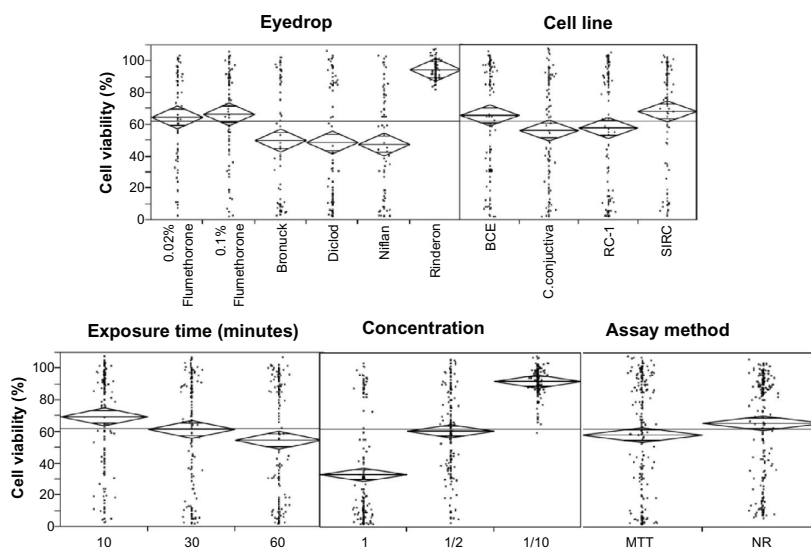 Eyedrop
Cell line
Cell viability (%)
100
80
60
40
20
0
0.02%
Flumethorone
0.1%
Flumethorone
Bronuck
Diclod
Niflan
Rinderon
BCE
C.conjuctiva
RC-1
SIRC
Exposure time (minutes)
Concentration
Assay method
Cell viability (%)
100
80
60
40
20
0
10
30
60
1
1/2
1/10
MTT
NR